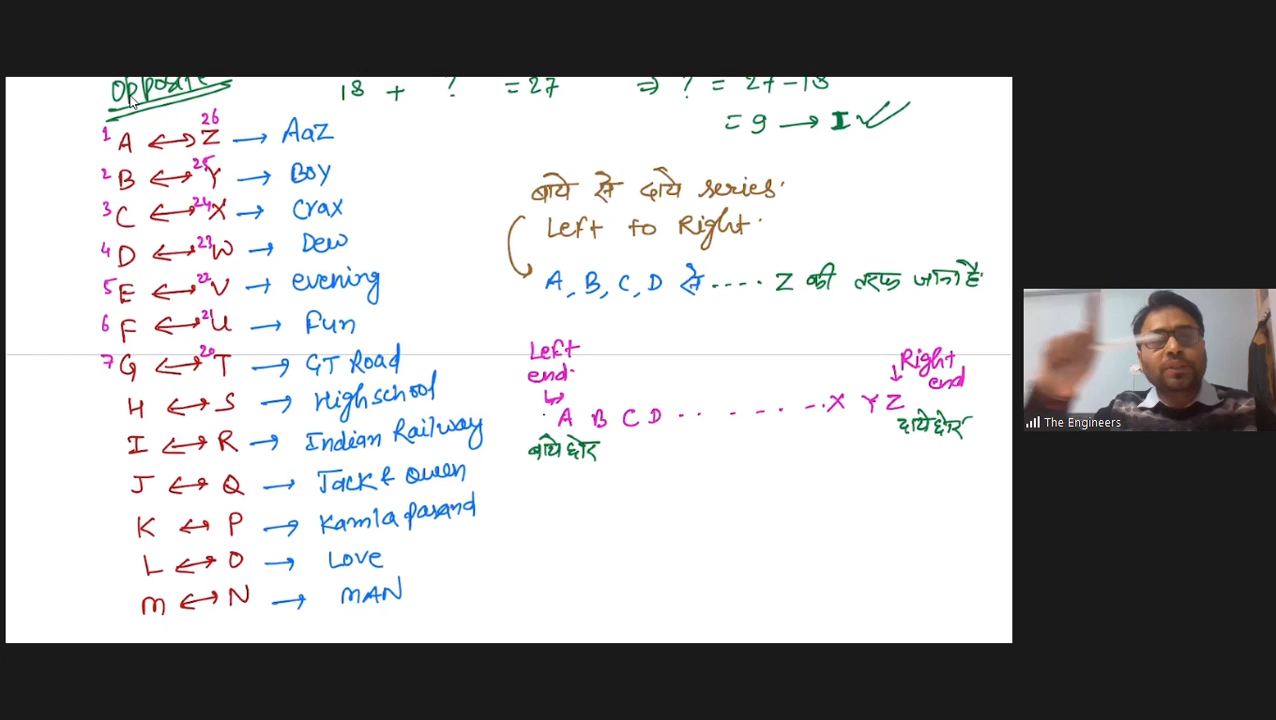 opposite
18 + ? = 27 ⇒ ? = 27-18
= 9 → I
1 A ↔ Z 26 → AaZ
2 B ↔ 25 Y → Boy
3 C ↔ 24 X → Crax
4 D ↔ 23 W → Dew
5 E ↔ 22 V → evening
6 F ↔ 21 U → Fun
7 G ↔ 20 T → GT Road
H ↔ S → High school
I ↔ R → Indian Railway
J ↔ Q → Jack & Queen
K ↔ P → Kamla pasand
L ↔ O → Love
M ↔ N → MAN
बाये से दाये series.
Left to Right.
A, B, C, D से .... Z की तरफ जाना है.
Left end.
Right end
A B C D .. .. .. X Y Z
बाये छोर
दाये छोर
The Engineers